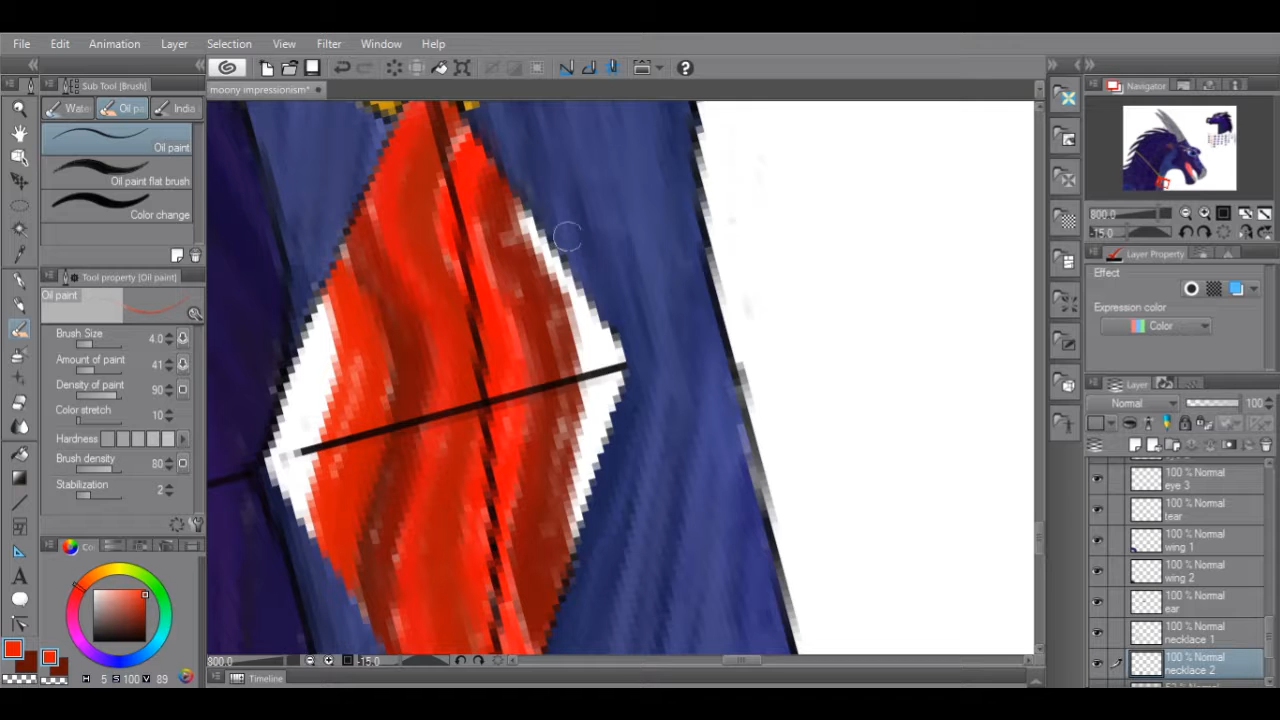 File Edit Animation Layer Selection View Filter Window Help
Sub Tool [Brush]
moony impressionism*
Navigator
Wate Oil pa India
Oil paint
Oil paint flat brush
Color change
800.0
-15.0
Tool property [Oil paint]
Oil paint
Brush Size 4.0
Amount of paint 41
Density of paint 90
Color stretch 10
Hardness
Brush density 80
Stabilization 2
Layer Property
Effect
Expression color
Color
Layer
Normal 100
100 % Normal
eye 3
100 % Normal
tear
100 % Normal
wing 1
100 % Normal
wing 2
100 % Normal
ear
100 % Normal
necklace 1
100 % Normal
necklace 2
Co
H 5 S 100 V 89
800.0 -15.0
Timeline